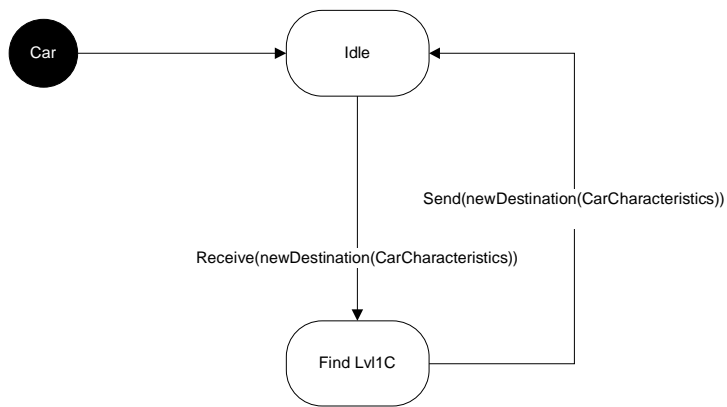 Car
Idle
Send(newDestination(CarCharacteristics))
Receive(newDestination(CarCharacteristics))
Find Lvl1C